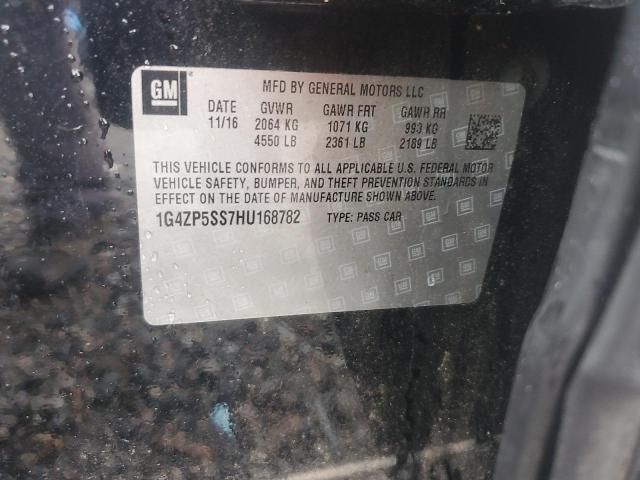 GM
MFD BY GENERAL MOTORS LLC
DATE GVWR GAWR FRT GAWR RR
11/16 2064 KG 1071 KG 993 KG
4550 LB 2361 LB 2189 LB
THIS VEHICLE CONFORMS TO ALL APPLICABLE U.S. FEDERAL MOTOR
VEHICLE SAFETY, BUMPER, AND THEFT PREVENTION STANDARDS IN
EFFECT ON THE DATE OF MANUFACTURE SHOWN ABOVE.
1G4ZP5SS7HU168782 TYPE: PASS CAR